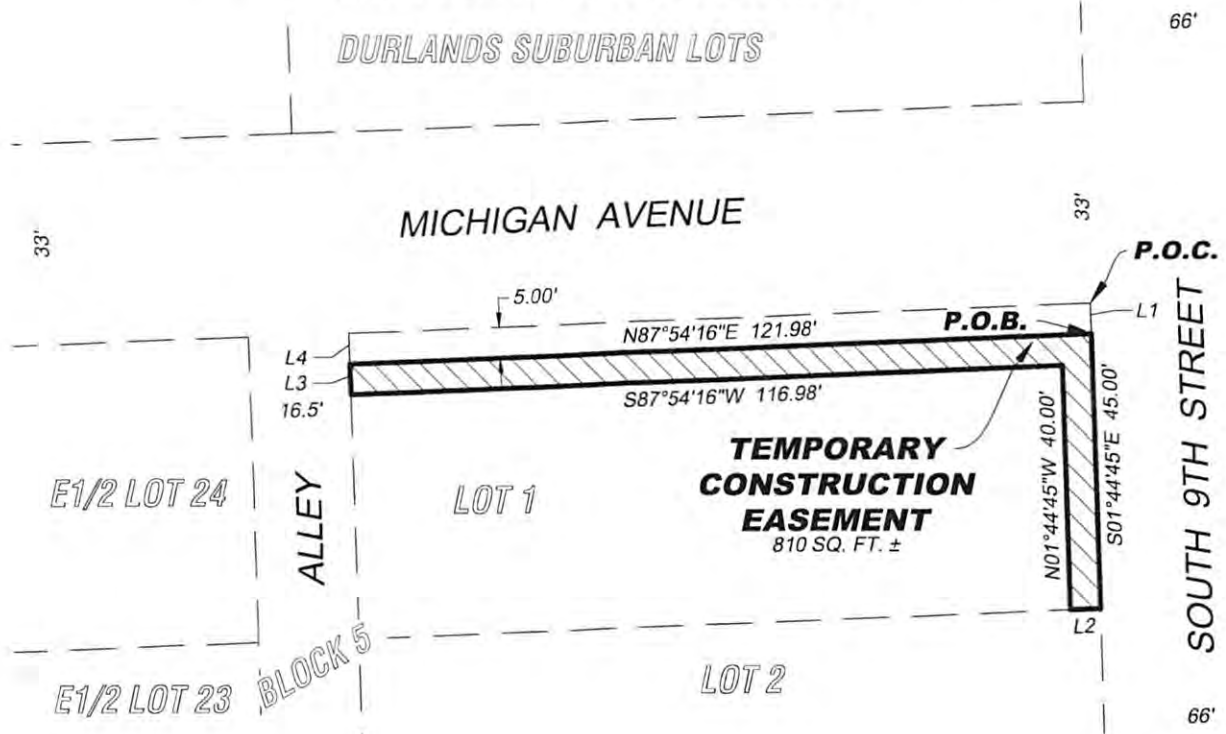 66'
DURLANDS SUBURBAN LOTS
33'
MICHIGAN AVENUE
33'
P.O.C.
L1
5.00'
P.O.B.
N87°54'16"E 121.98'
L4
L3
16.5'
S87°54'16"W 116.98'
TEMPORARY
CONSTRUCTION
EASEMENT
810 SQ. FT. ±
N01°44'45"W 40.00'
S01°44'45"E 45.00'
SOUTH 9TH STREET
E1/2 LOT 24
ALLEY
LOT 1
L2
BLOCK 5
E1/2 LOT 23
LOT 2
66'